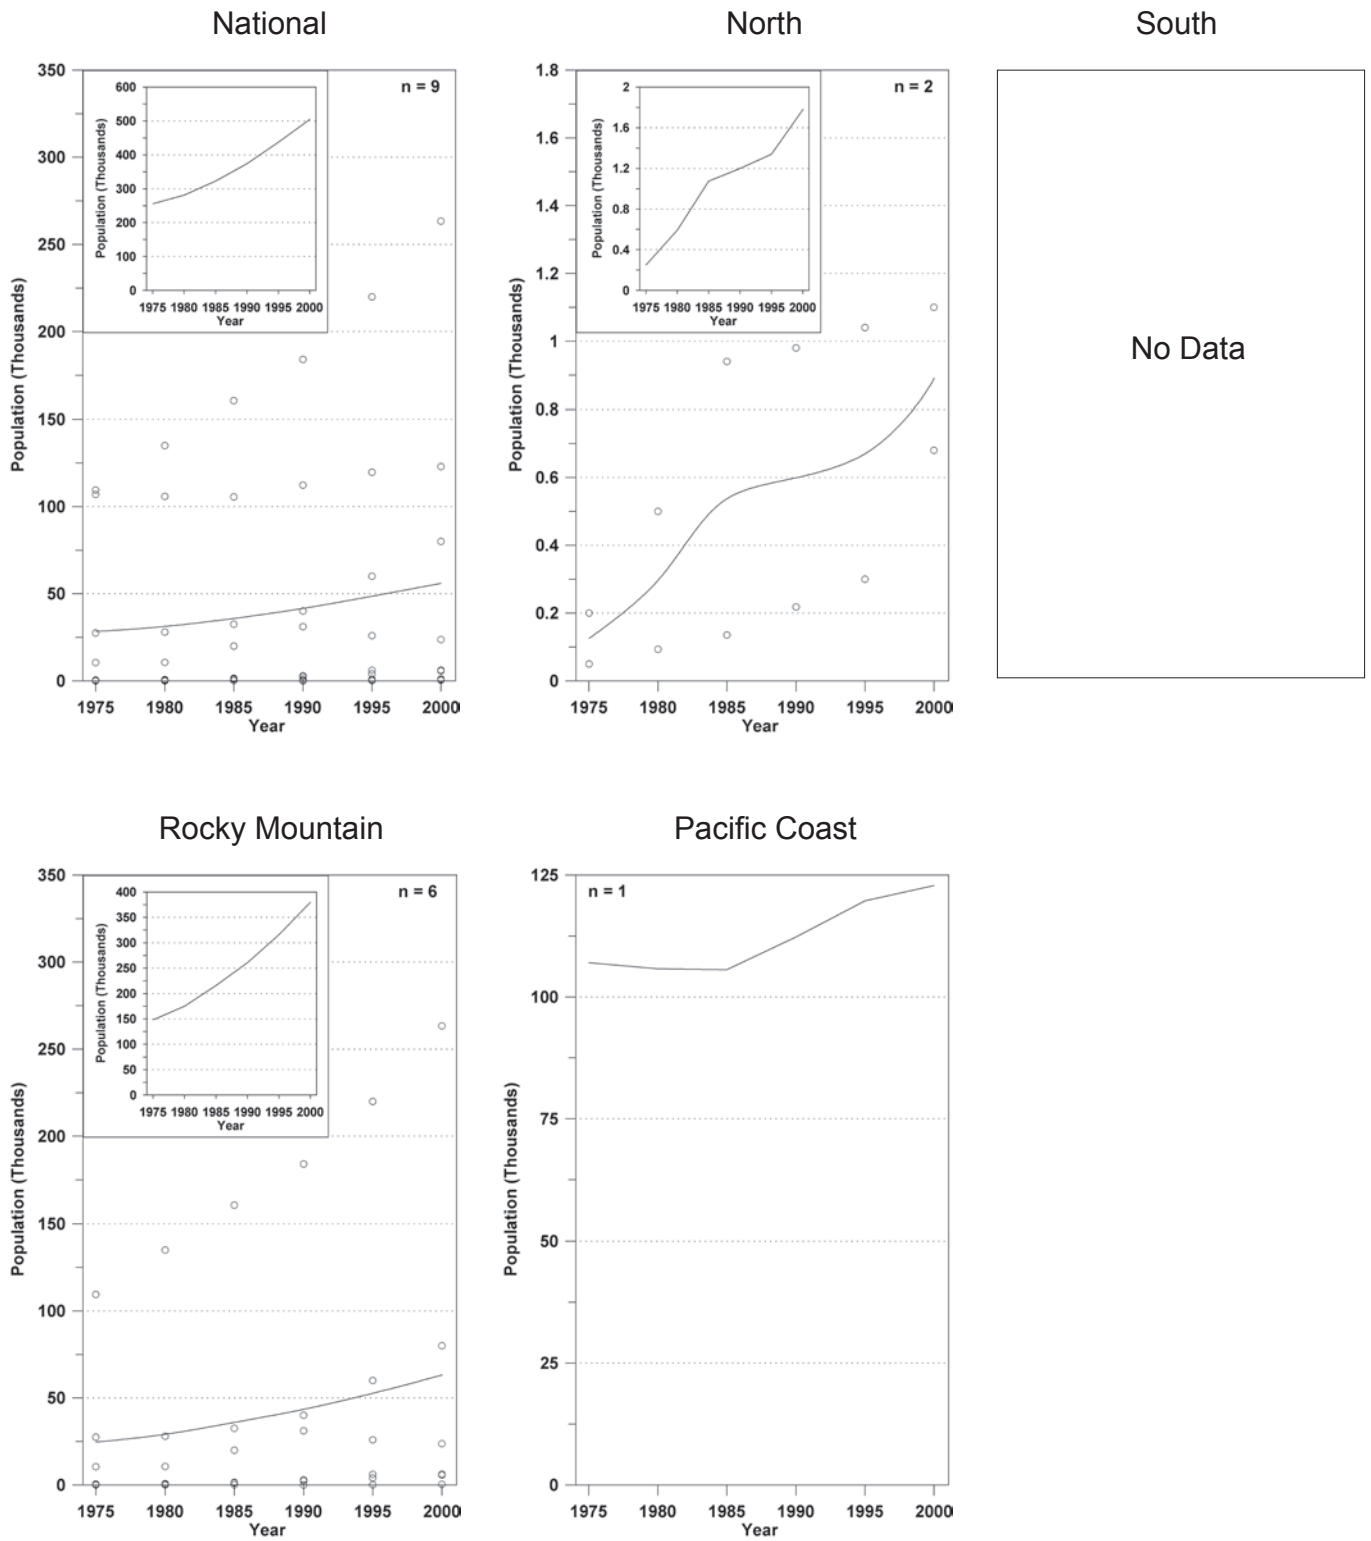 National
n = 9
Population (Thousands)
350
300
250
200
150
100
50
0
1975 1980 1985 1990 1995 2000
Year
Population (Thousands)
600
500
400
300
200
100
0
1975 1980 1985 1990 1995 2000
Year
North
n = 2
Population (Thousands)
1.8
1.6
1.4
1.2
1
0.8
0.6
0.4
0.2
0
1975 1980 1985 1990 1995 2000
Year
Population (Thousands)
2
1.6
1.2
0.8
0.4
0
1975 1980 1985 1990 1995 2000
Year
South
No Data
Rocky Mountain
n = 6
Population (Thousands)
350
300
250
200
150
100
50
0
1975 1980 1985 1990 1995 2000
Year
Population (Thousands)
400
350
300
250
200
150
100
50
0
1975 1980 1985 1990 1995 2000
Year
Pacific Coast
n = 1
Population (Thousands)
125
100
75
50
25
0
1975 1980 1985 1990 1995 2000
Year